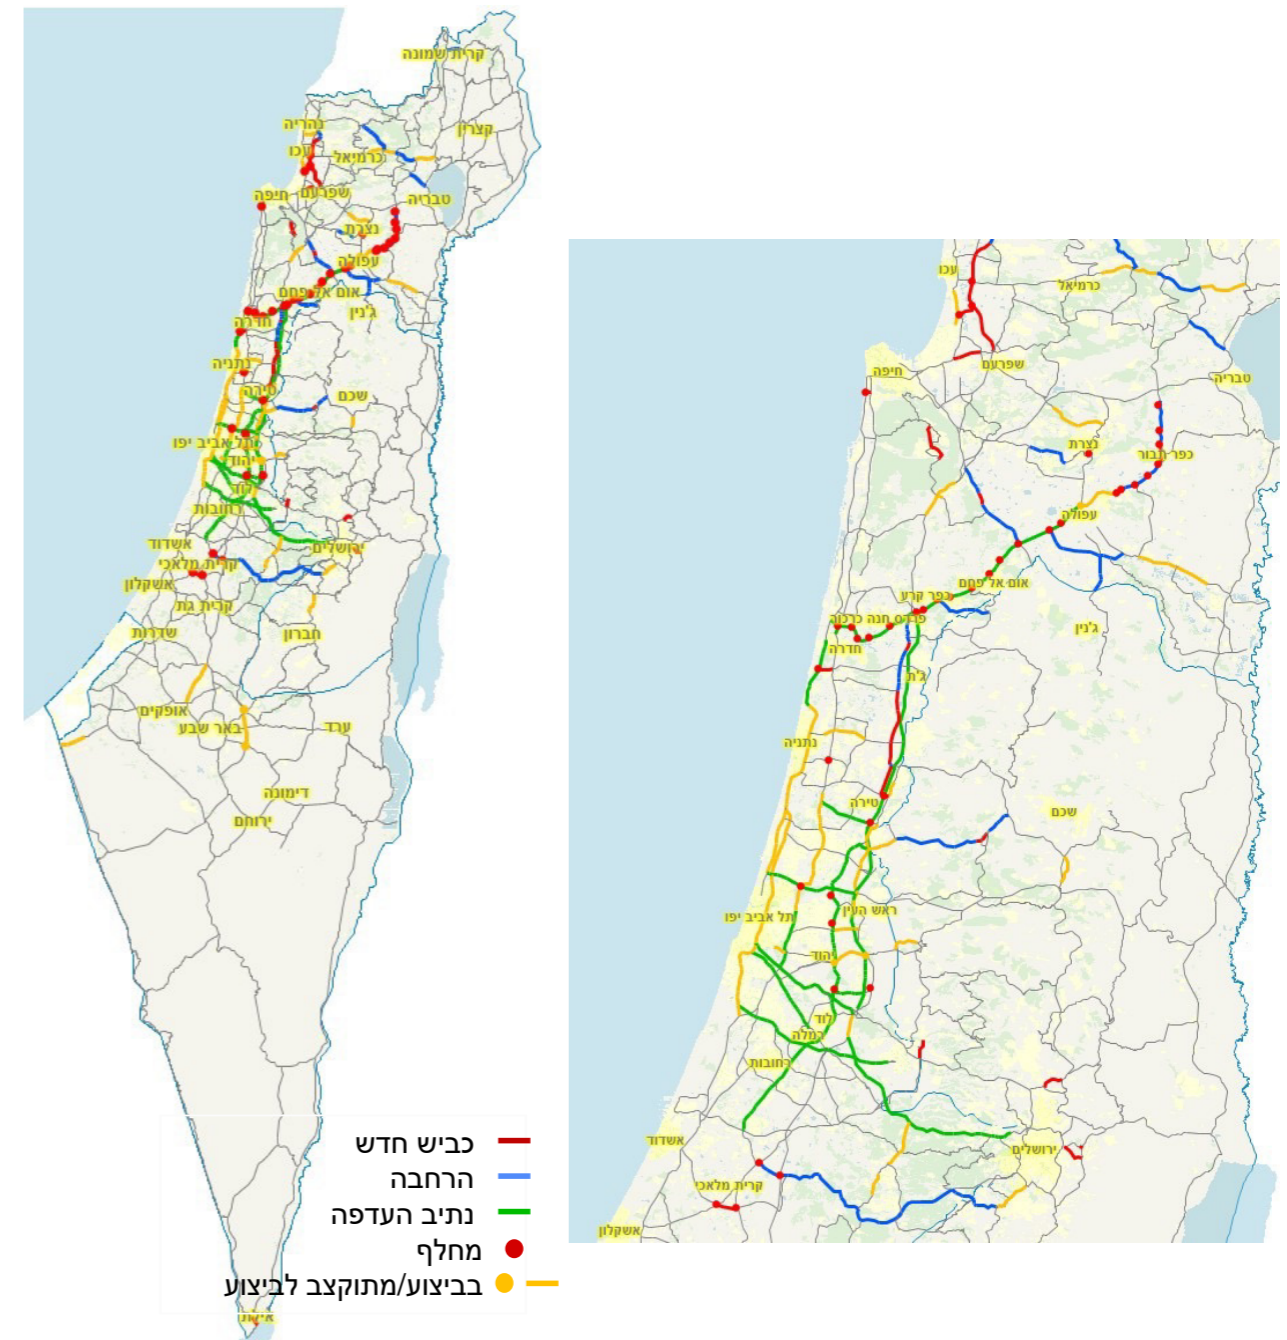 קרית שמונה
נהריה
קצרין
עכו
כרמיאל
שפרעם
חיפה
טבריה
נצרת
עפולה
אום אל פחם
ג'נין
חדרה
נתניה
טירה
שכם
תל אביב יפו
יהוד
לוד
רחובות
אשדוד
ירושלים
קרית מלאכי
אשקלון
קרית גת
שדרות
חברון
אופקים
באר שבע
ערד
דימונה
ירוחם
אילת
כביש חדש
הרחבה
נתיב העדפה
מחלף
בביצוע/מתוקצב לביצוע
עכו
כרמיאל
שפרעם
חיפה
טבריה
נצרת
כפר תבור
עפולה
אום אל פחם
כפר קרע
פרדס חנה כרכור
חדרה
ג'נין
ג'ת
נתניה
טירה
שכם
ראש העין
תל אביב יפו
יהוד
לוד
רמלה
רחובות
אשדוד
ירושלים
קרית מלאכי
אשקלון